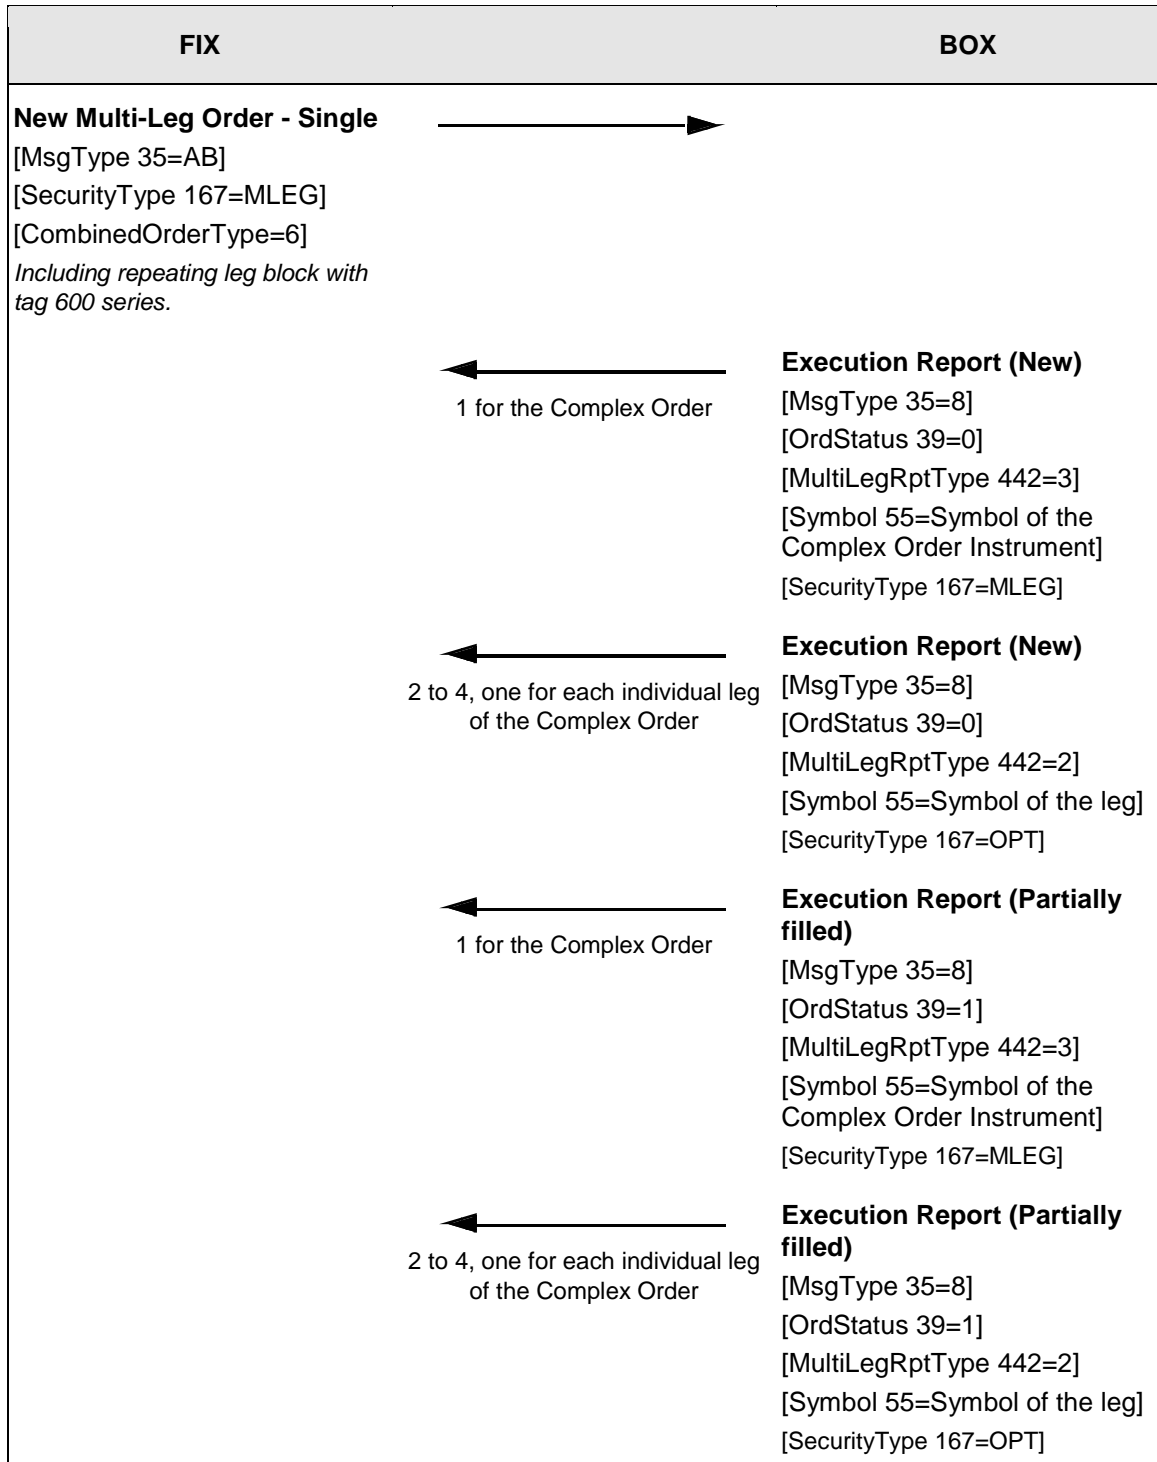 FIX
BOX
New Multi-Leg Order - Single
[MsgType 35=AB]
[SecurityType 167=MLEG]
[CombinedOrderType=6]
Including repeating leg block with
tag 600 series.
1 for the Complex Order
Execution Report (New)
[MsgType 35=8]
[OrdStatus 39=0]
[MultiLegRptType 442=3]
[Symbol 55=Symbol of the
Complex Order Instrument]
[SecurityType 167=MLEG]
2 to 4, one for each individual leg
of the Complex Order
Execution Report (New)
[MsgType 35=8]
[OrdStatus 39=0]
[MultiLegRptType 442=2]
[Symbol 55=Symbol of the leg]
[SecurityType 167=OPT]
1 for the Complex Order
Execution Report (Partially
filled)
[MsgType 35=8]
[OrdStatus 39=1]
[MultiLegRptType 442=3]
[Symbol 55=Symbol of the
Complex Order Instrument]
[SecurityType 167=MLEG]
2 to 4, one for each individual leg
of the Complex Order
Execution Report (Partially
filled)
[MsgType 35=8]
[OrdStatus 39=1]
[MultiLegRptType 442=2]
[Symbol 55=Symbol of the leg]
[SecurityType 167=OPT]